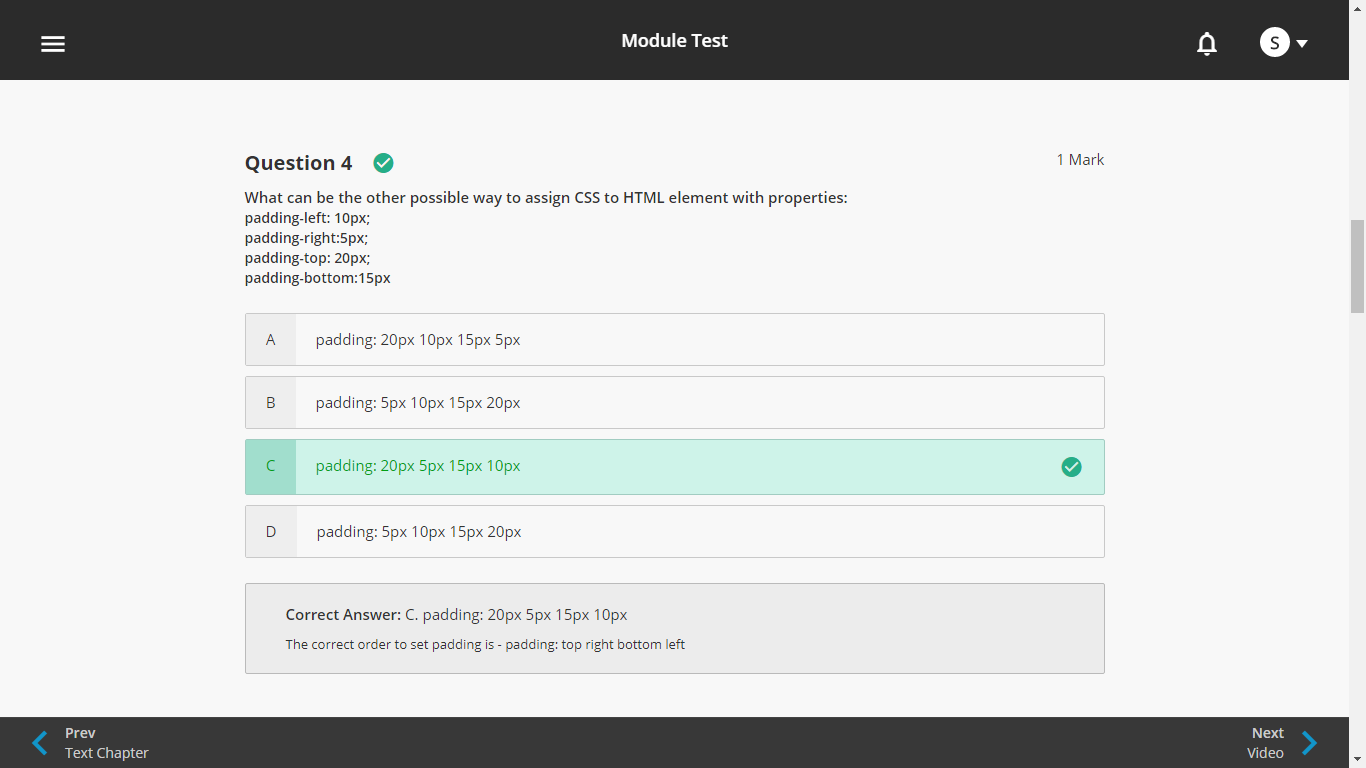 Module Test
S
Question 4
1 Mark
What can be the other possible way to assign CSS to HTML element with properties:
padding-left: 10px;
padding-right:5px;
padding-top: 20px;
padding-bottom:15px
A padding: 20px 10px 15px 5px
B padding: 5px 10px 15px 20px
C padding: 20px 5px 15px 10px
D padding: 5px 10px 15px 20px
Correct Answer: C. padding: 20px 5px 15px 10px
The correct order to set padding is - padding: top right bottom left
Prev
Text Chapter
Next
Video